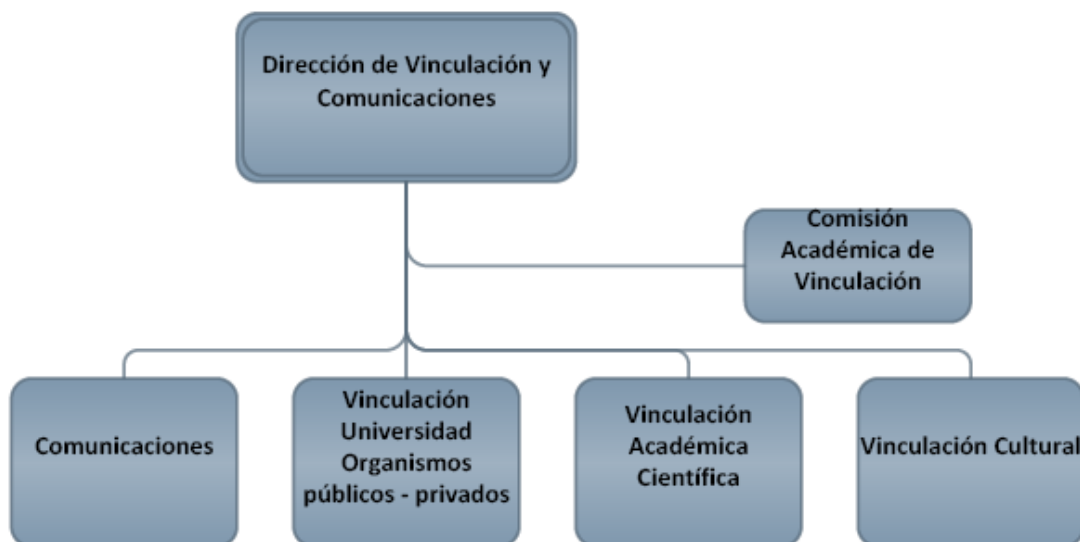 Dirección de Vinculación y
Comunicaciones
Comisión
Académica de
Vinculación
Comunicaciones
Vinculación
Universidad
Organismos
públicos - privados
Vinculación
Académica
Científica
Vinculación Cultural